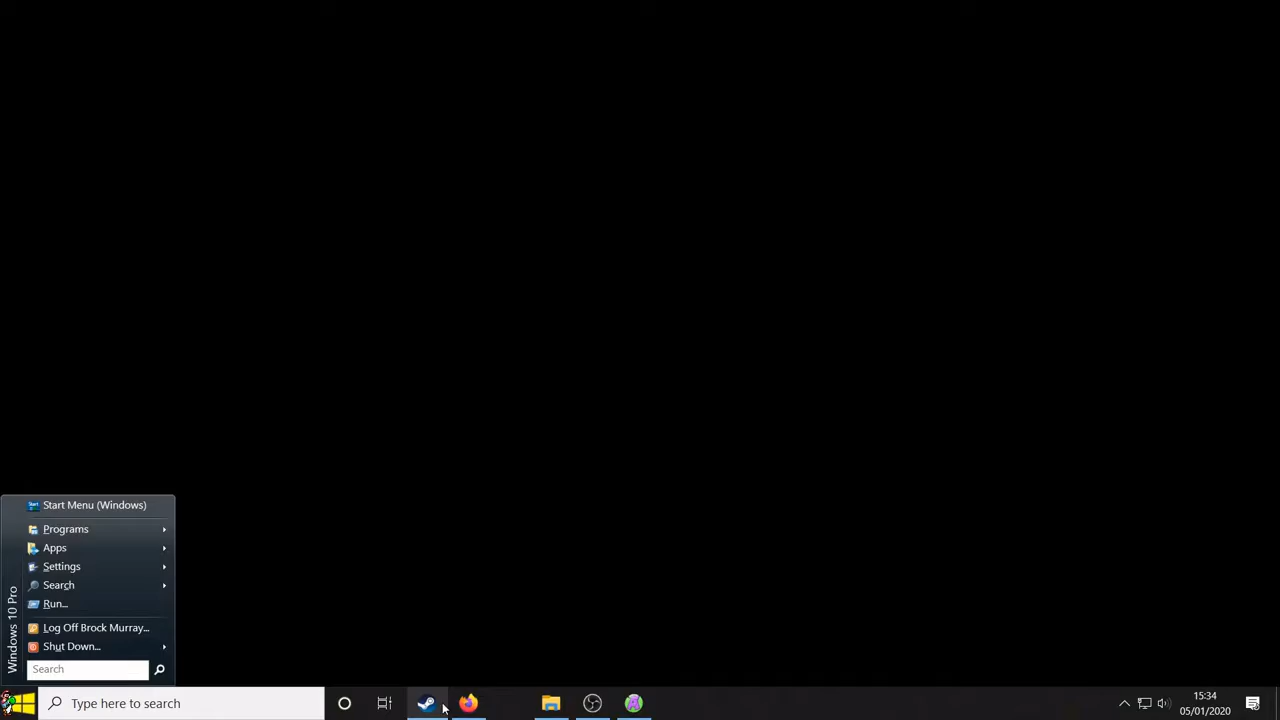 Start Menu (Windows)
Programs
Apps
Settings
Search
Run...
Log Off Brock Murray...
Shut Down...
Search
Windows 10 Pro
Type here to search
15:34
05/01/2020